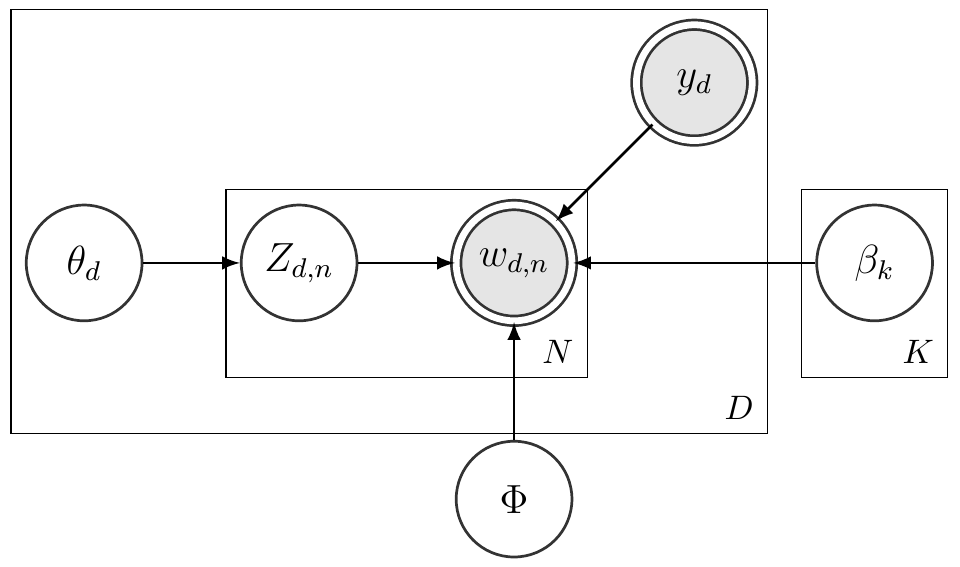 y_d
θ_d
Z_{d,n}
w_{d,n}
β_k
N
K
D
Φ